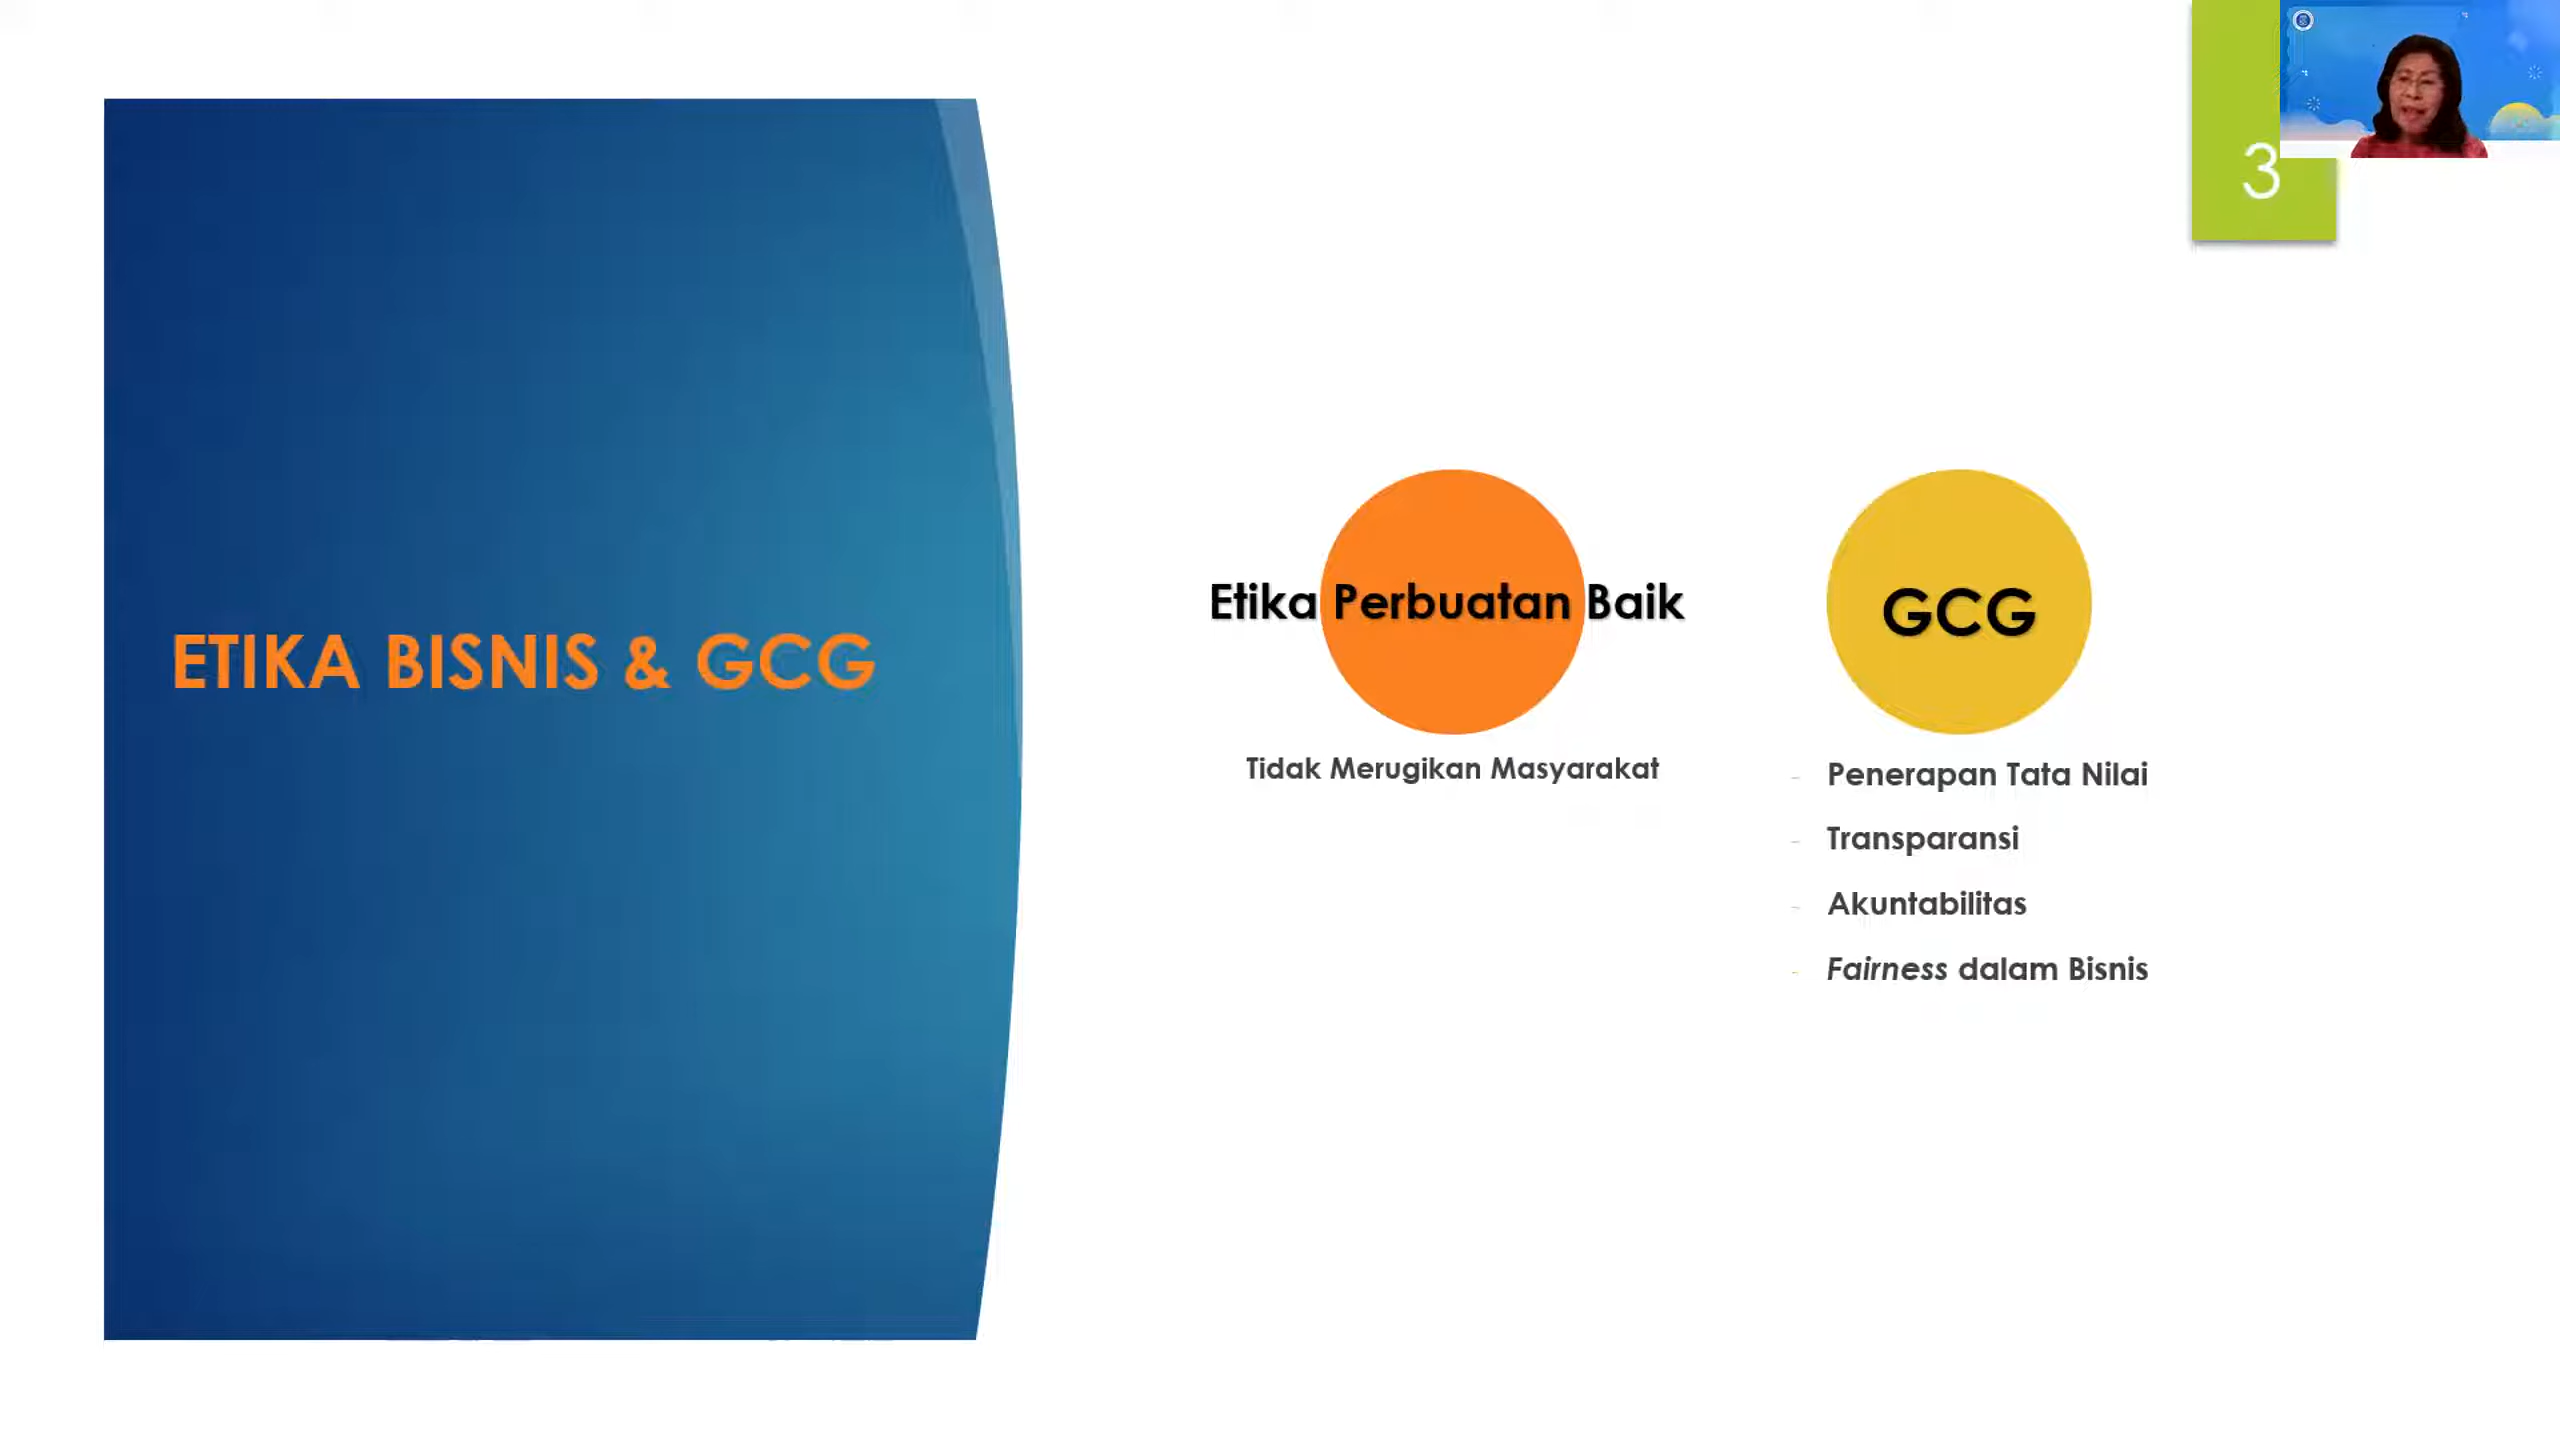 3
ETIKA BISNIS & GCG
Etika Perbuatan Baik
Tidak Merugikan Masyarakat
GCG
- Penerapan Tata Nilai
- Transparansi
- Akuntabilitas
- Fairness dalam Bisnis